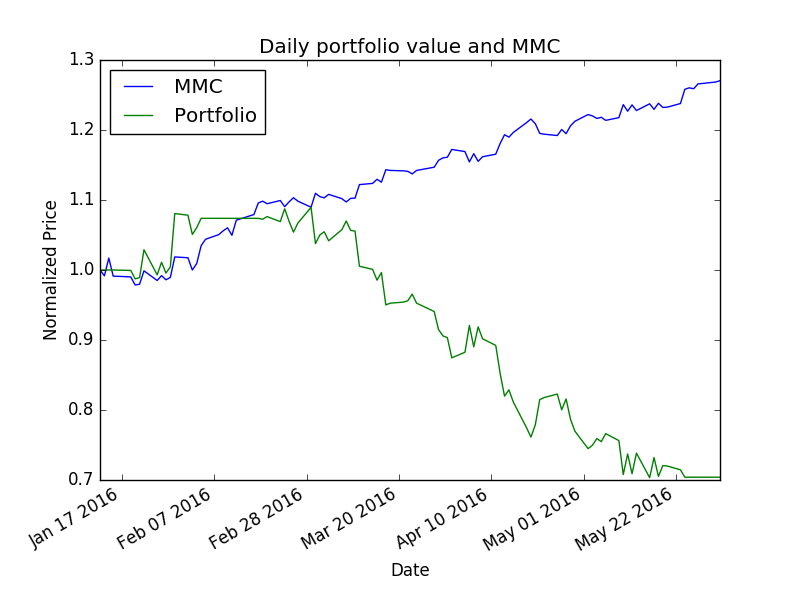 Daily portfolio value and MMC
MMC
Portfolio
1.3
1.2
1.1
1.0
0.9
0.8
0.7
Normalized Price
Jan 17 2016
Feb 07 2016
Feb 28 2016
Mar 20 2016
Apr 10 2016
May 01 2016
May 22 2016
Date